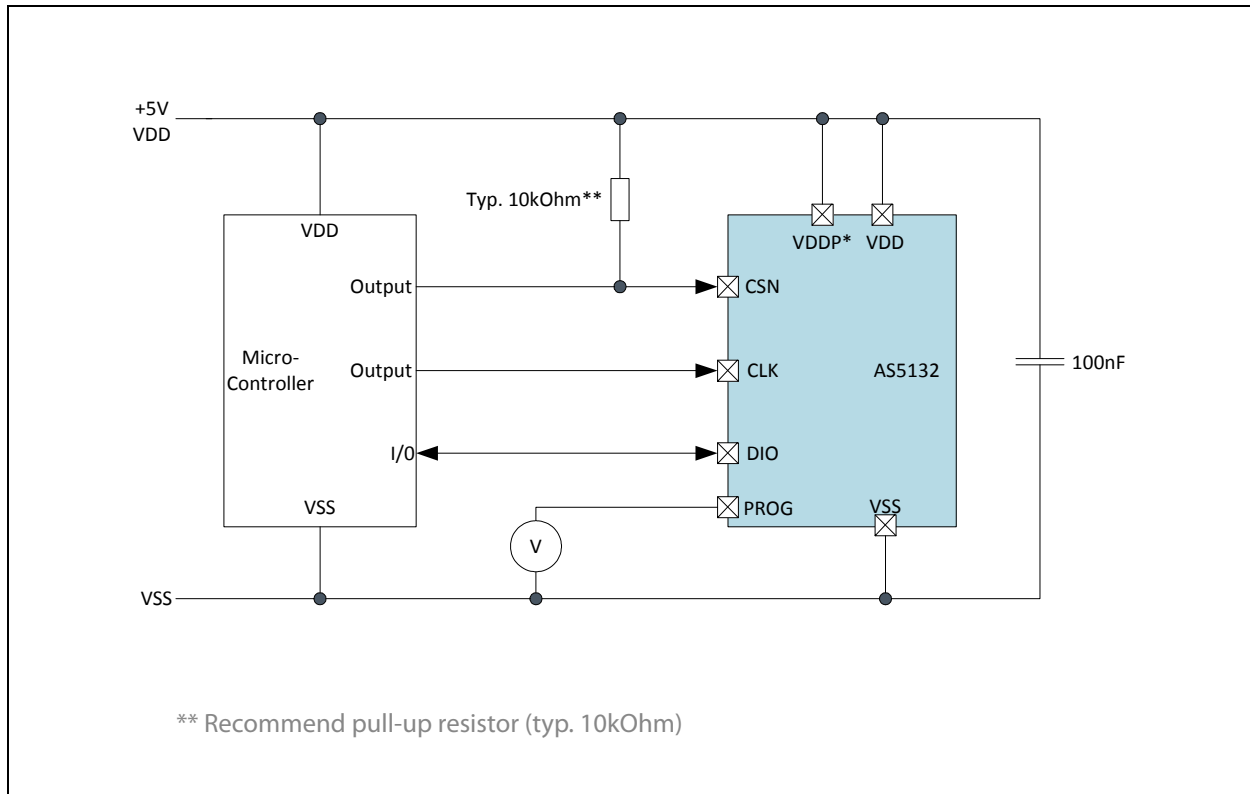 +5V
VDD
Typ. 10kOhm**
VDD
VDDP*
VDD
Output
CSN
Micro-
Controller
Output
CLK
AS5132
100nF
I/0
DIO
VSS
PROG
VSS
V
VSS
** Recommend pull-up resistor (typ. 10kOhm)